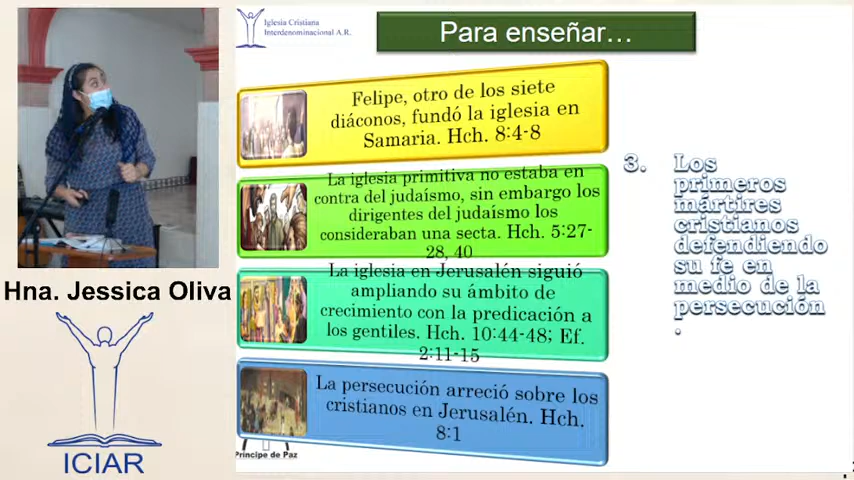 Iglesia Cristiana
Interdenominacional A.R.
Para enseñar...
Felipe, otro de los siete
diáconos, fundó la iglesia en
Samaria. Hch. 8:4-8
La iglesia primitiva no estaba en
contra del judaísmo, sin embargo los
dirigentes del judaísmo los
consideraban una secta. Hch. 5:27-
28, 40
La iglesia en Jerusalén siguió
ampliando su ámbito de
crecimiento con la predicación a
los gentiles. Hch. 10:44-48; Ef.
2:11-15
La persecución arreció sobre los
cristianos en Jerusalén. Hch.
8:1
3. Los
primeros
mártires
cristianos
defendiendo
su fe en
medio de la
persecución
.
Hna. Jessica Oliva
ICIAR
Príncipe de Paz